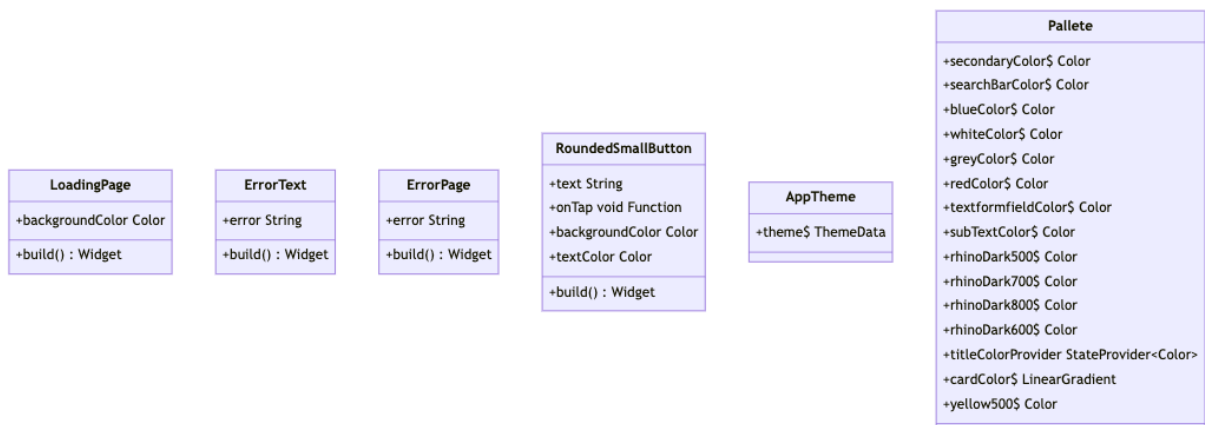 LoadingPage
+backgroundColor Color
+build() : Widget
ErrorText
+error String
+build() : Widget
ErrorPage
+error String
+build() : Widget
RoundedSmallButton
+text String
+onTap void Function
+backgroundColor Color
+textColor Color
+build() : Widget
AppTheme
+theme$ ThemeData
Pallete
+secondaryColor$ Color
+searchBarColor$ Color
+blueColor$ Color
+whiteColor$ Color
+greyColor$ Color
+redColor$ Color
+textformfieldColor$ Color
+subTextColor$ Color
+rhinoDark500$ Color
+rhinoDark700$ Color
+rhinoDark800$ Color
+rhinoDark600$ Color
+titleColorProvider StateProvider<Color>
+cardColor$ LinearGradient
+yellow500$ Color